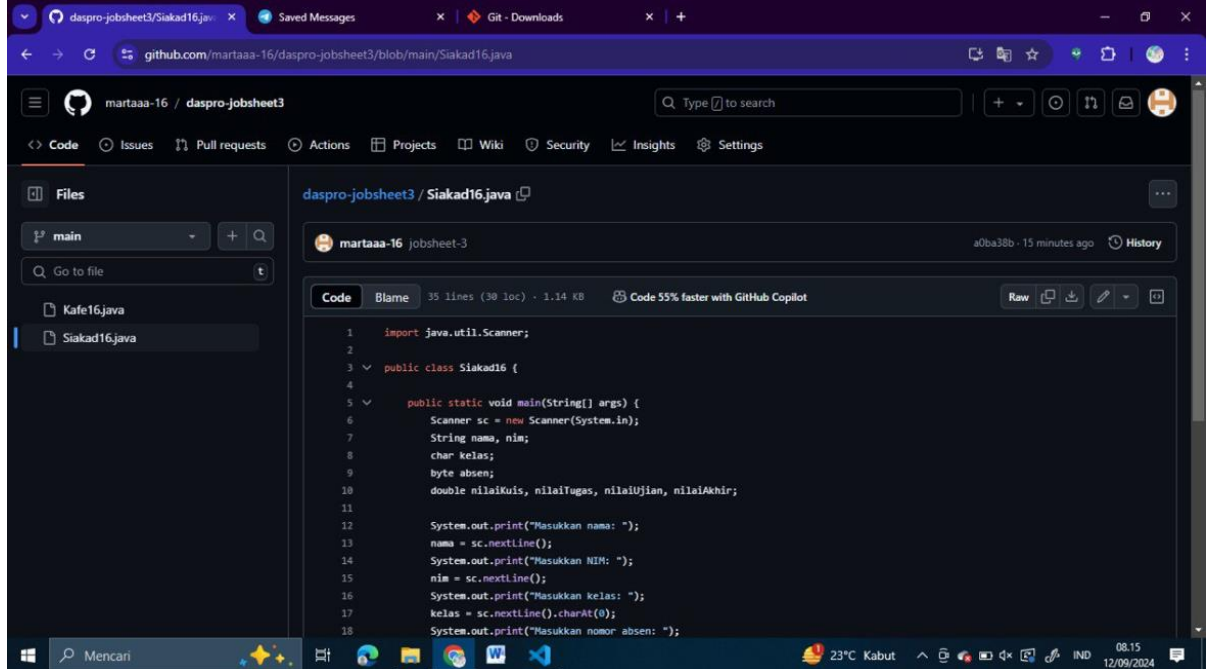 daspro-jobsheet3/Siakad16.jav
Saved Messages
Git - Downloads
github.com/martaaa-16/daspro-jobsheet3/blob/main/Siakad16.java
martaaa-16 / daspro-jobsheet3
Type / to search
<> Code Issues Pull requests Actions Projects Wiki Security Insights Settings
Files
main
Go to file t
Kafe16.java
Siakad16.java
daspro-jobsheet3 / Siakad16.java
martaaa-16 jobsheet-3
a0ba38b · 15 minutes ago History
Code Blame 35 lines (30 loc) · 1.14 KB Code 55% faster with GitHub Copilot Raw
1 import java.util.Scanner;
2
3 public class Siakad16 {
4
5 public static void main(String[] args) {
6 Scanner sc = new Scanner(System.in);
7 String nama, nim;
8 char kelas;
9 byte absen;
10 double nilaiKuis, nilaiTugas, nilaiUjian, nilaiAkhir;
11
12 System.out.print("Masukkan nama: ");
13 nama = sc.nextLine();
14 System.out.print("Masukkan NIM: ");
15 nim = sc.nextLine();
16 System.out.print("Masukkan kelas: ");
17 kelas = sc.nextLine().charAt(0);
18 System.out.print("Masukkan nomor absen: ");
Mencari
23°C Kabut
IND
08.15
12/09/2024